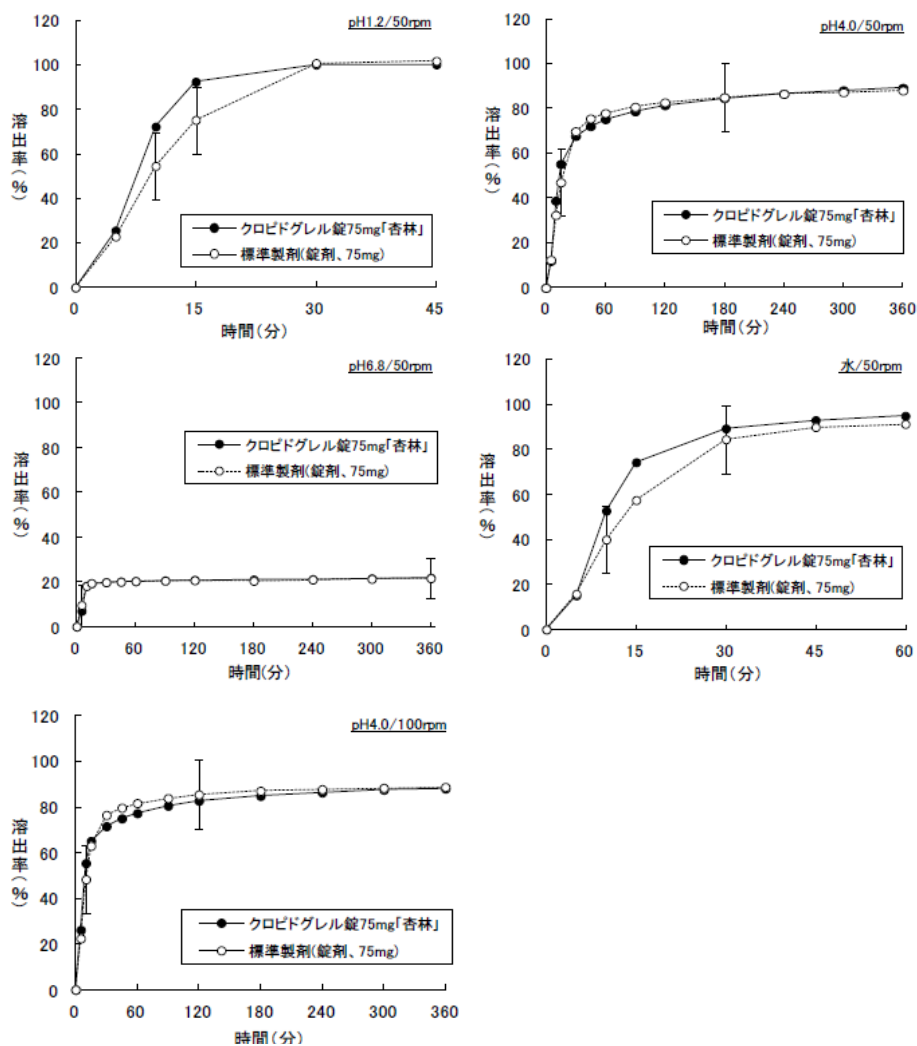 pH1.2/50rpm
120
100
80
60
40
20
0
溶出率(%)
クロピドグレル錠75mg「杏林」
標準製剤(錠剤、75mg)
0 15 30 45
時間(分)
pH4.0/50rpm
120
100
80
60
40
20
0
溶出率(%)
クロピドグレル錠75mg「杏林」
標準製剤(錠剤、75mg)
0 60 120 180 240 300 360
時間(分)
pH6.8/50rpm
120
100
80
60
40
20
0
溶出率(%)
クロピドグレル錠75mg「杏林」
標準製剤(錠剤、75mg)
0 60 120 180 240 300 360
時間(分)
水/50rpm
120
100
80
60
40
20
0
溶出率(%)
クロピドグレル錠75mg「杏林」
標準製剤(錠剤、75mg)
0 15 30 45 60
時間(分)
pH4.0/100rpm
120
100
80
60
40
20
0
溶出率(%)
クロピドグレル錠75mg「杏林」
標準製剤(錠剤、75mg)
0 60 120 180 240 300 360
時間(分)